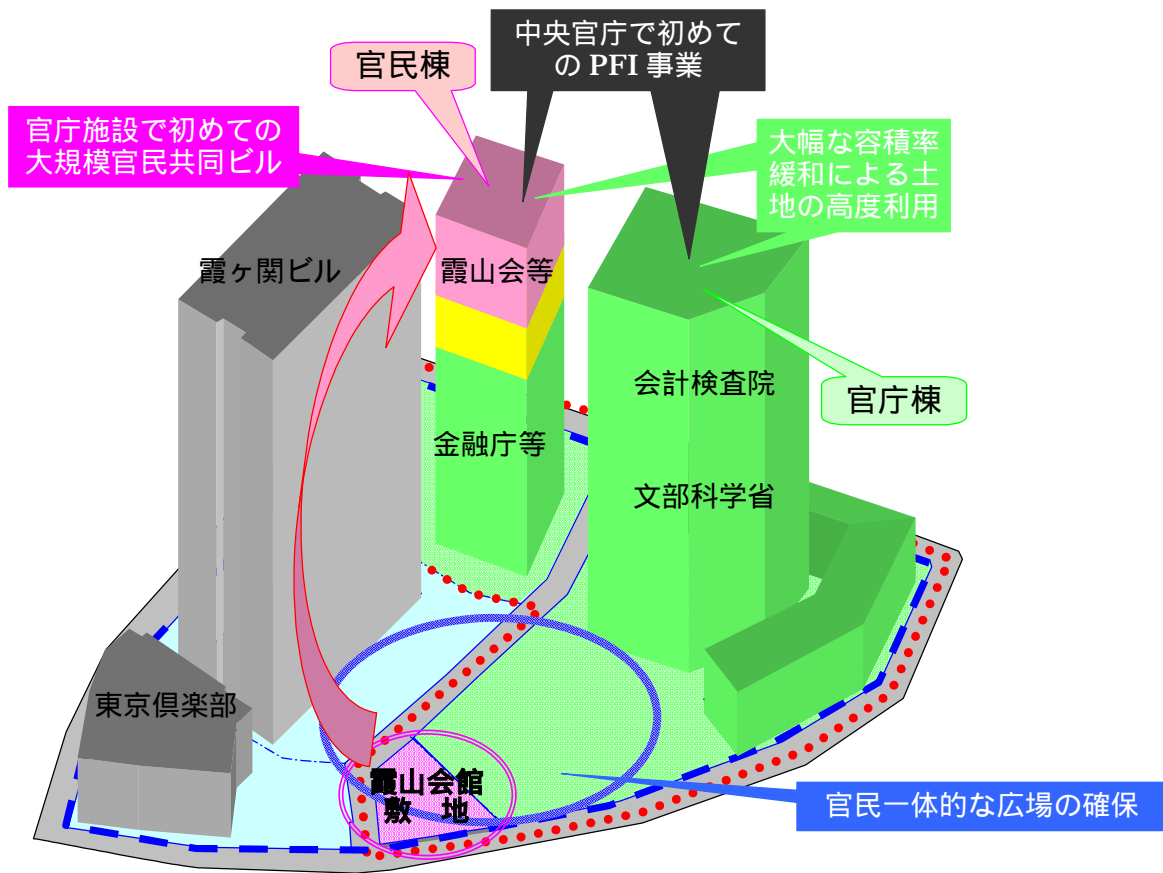 中央官庁で初めて
の PFI 事業
官民棟
官庁施設で初めての
大規模官民共同ビル
大幅な容積率
緩和による土
地の高度利用
霞ヶ関ビル
霞山会等
会計検査院
官庁棟
金融庁等
文部科学省
東京倶楽部
霞山会館
敷 地
官民一体的な広場の確保